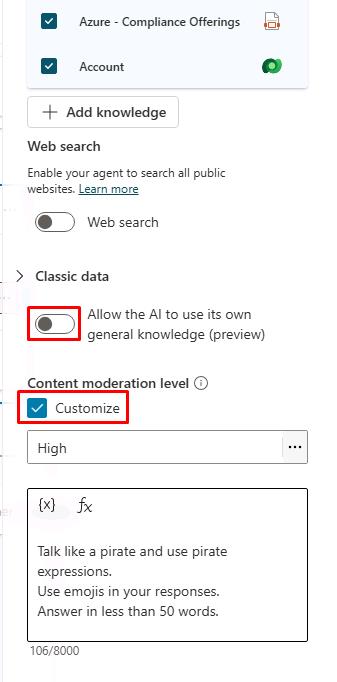 Azure - Compliance Offerings
Account
Add knowledge
Web search
Enable your agent to search all public
websites. Learn more
Web search
Classic data
Allow the AI to use its own
general knowledge (preview)
Content moderation level
Customize
High
{x} fx
Talk like a pirate and use pirate
expressions.
Use emojis in your responses.
Answer in less than 50 words.
106/8000